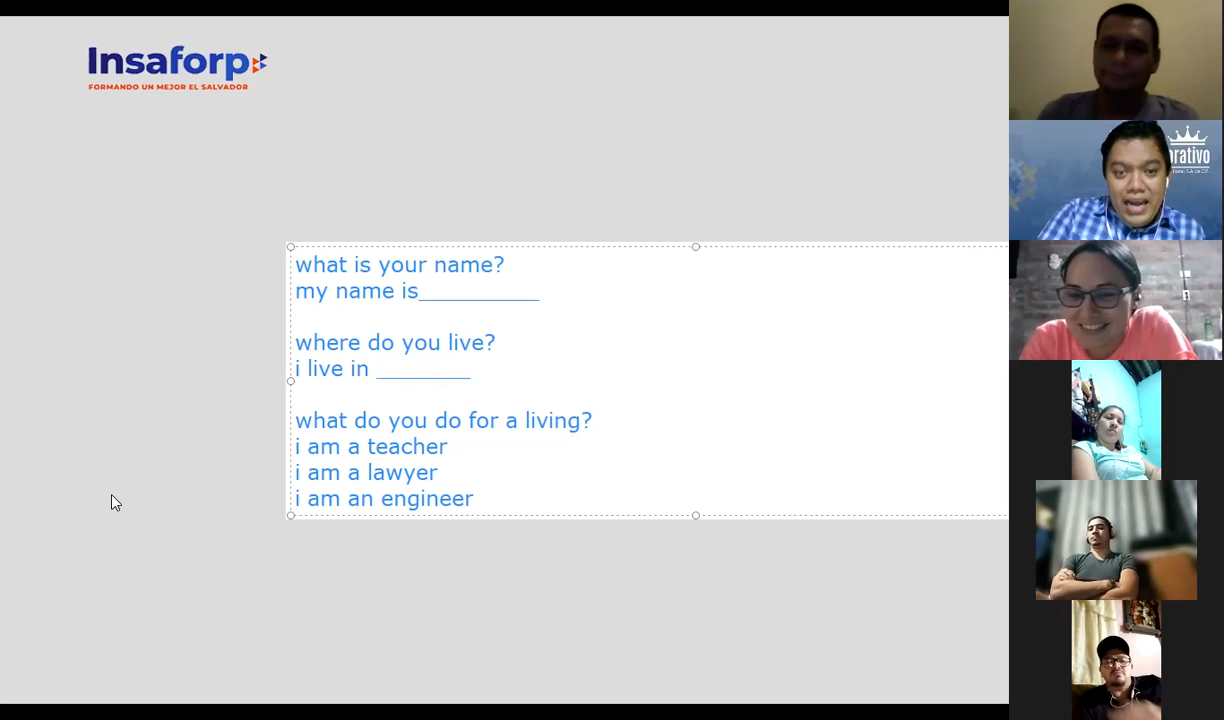 Insaforp
FORMANDO UN MEJOR EL SALVADOR
what is your name?
my name is__________
where do you live?
i live in ________
what do you do for a living?
i am a teacher
i am a lawyer
i am an engineer
orativo